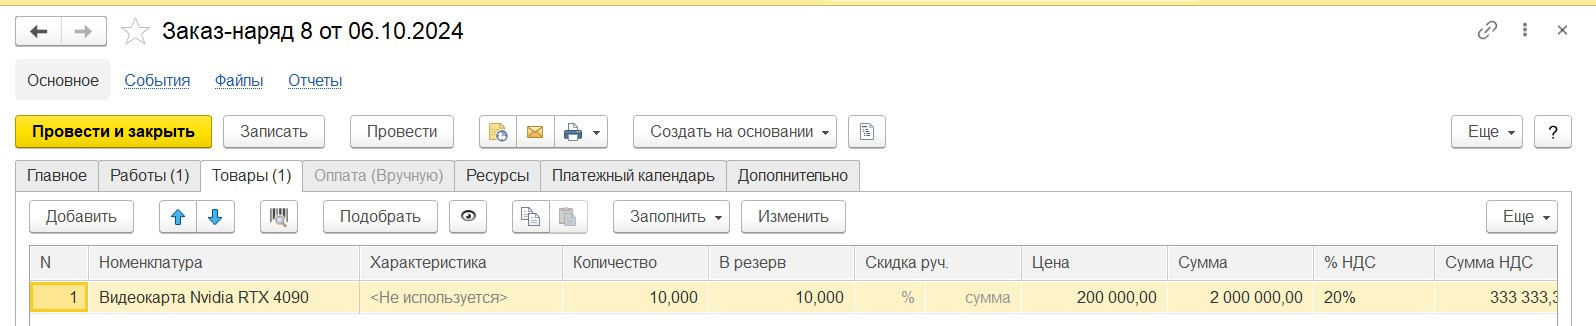 Заказ-наряд 8 от 06.10.2024
Основное События Файлы Отчеты
Провести и закрыть Записать Провести Создать на основании Еще ?
Главное Работы (1) Товары (1) Оплата (Вручную) Ресурсы Платежный календарь Дополнительно
Добавить Подобрать Заполнить Изменить Еще
N Номенклатура Характеристика Количество В резерв Скидка руч. Цена Сумма % НДС Сумма НДС
1 Видеокарта Nvidia RTX 4090 <Не используется> 10,000 10,000 % сумма 200 000,00 2 000 000,00 20% 333 333,3